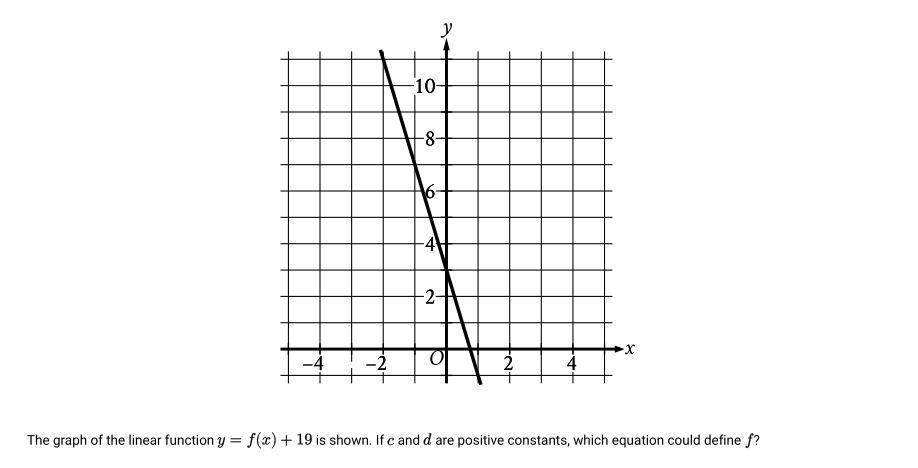 y
10
8
6
4
2
O
x
−4
−2
2
4
The graph of the linear function y = f(x) + 19 is shown. If c and d are positive constants, which equation could define f?